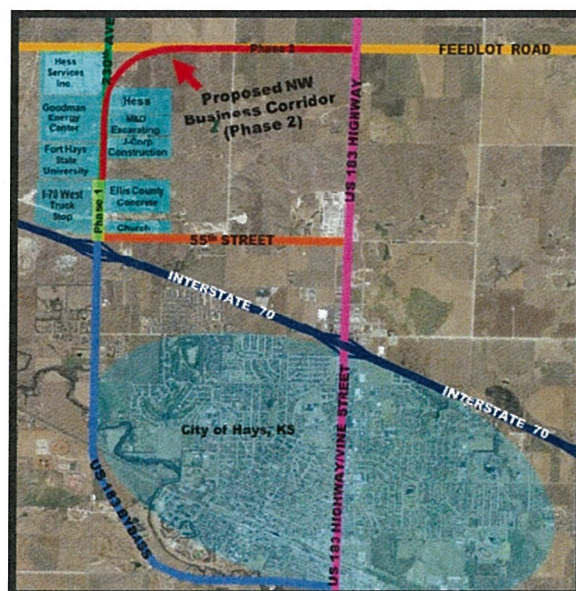 230th AVE
Phase 2
FEEDLOT ROAD
Hess
Services
Inc.
Goodman
Energy
Center
Fort Hays
State
University
I-70 West
Truck
Stop
Hess
M&D
Excavating
J-Corp
Construction
Ellis County
Concrete
Church
Phase 1
Proposed NW
Business Corridor
(Phase 2)
US 183 HIGHWAY
55th STREET
INTERSTATE 70
INTERSTATE 70
City of Hays, KS
US 183 HIGHWAY/VINE STREET
US 183 BYPASS